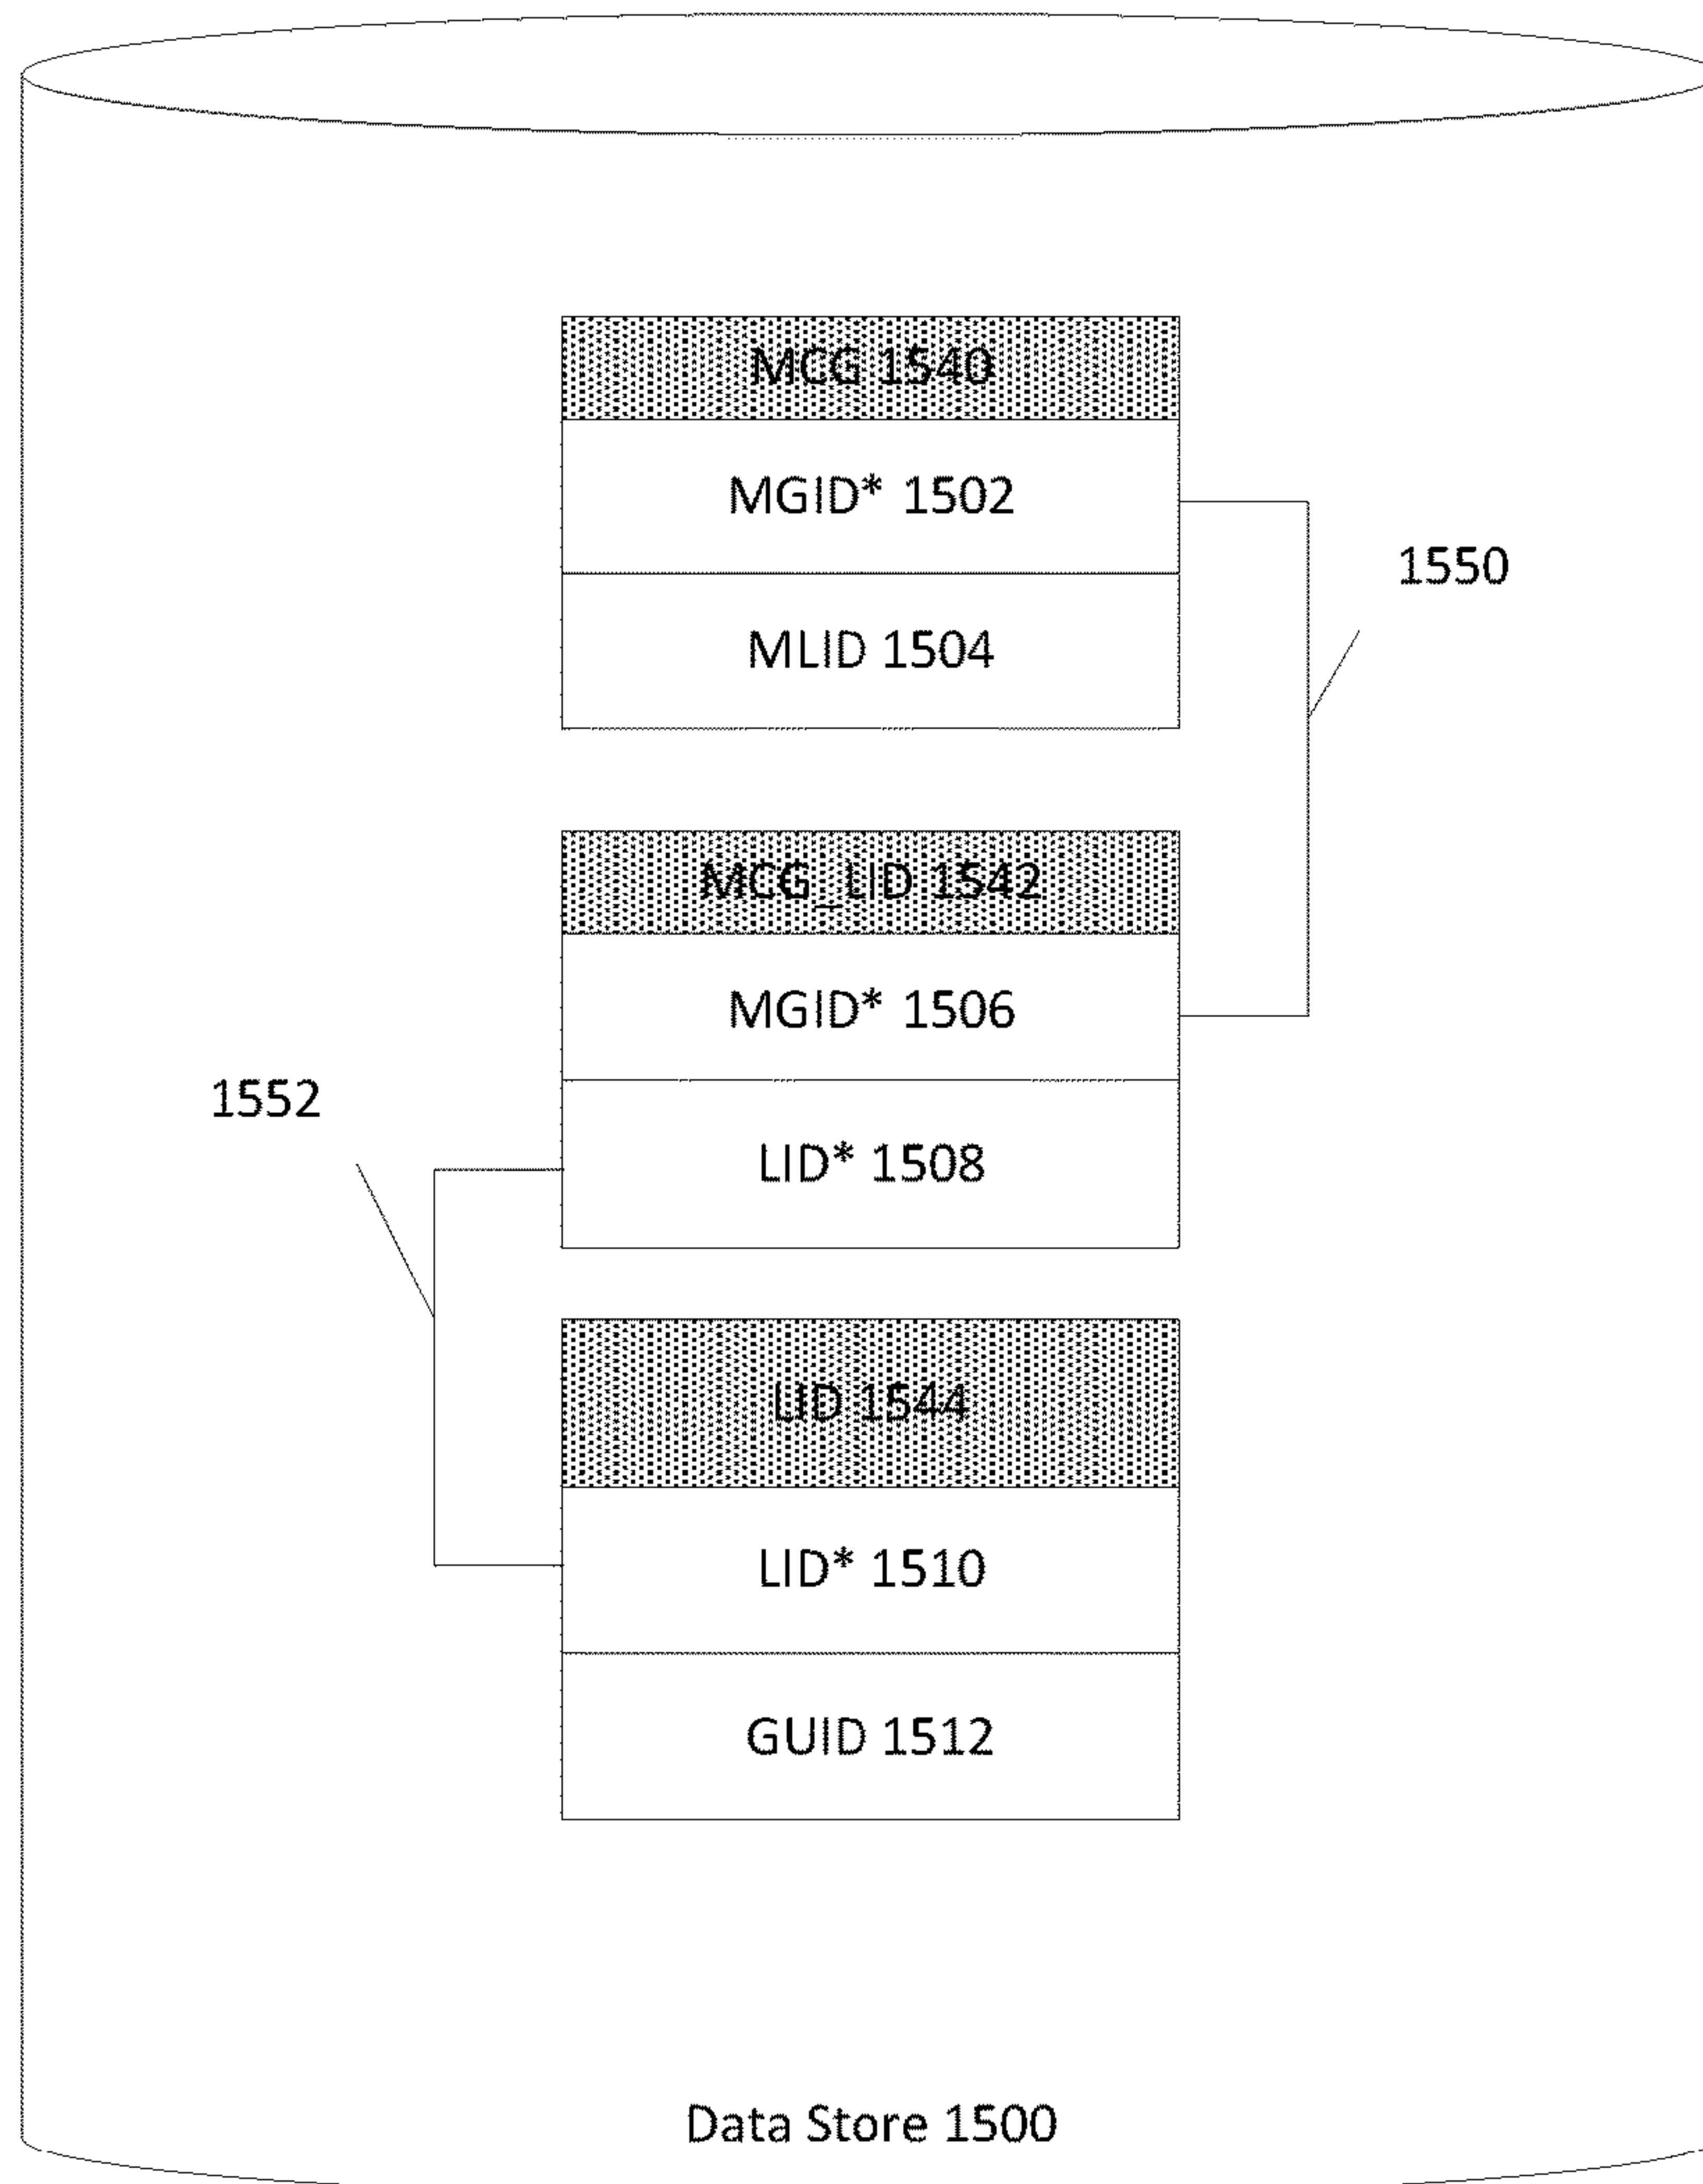 MCG 1540
MGID* 1502
1550
MLID 1504
MCG_LID 1542
MGID* 1506
1552
LID* 1508
LID 1544
LID* 1510
GUID 1512
Data Store 1500